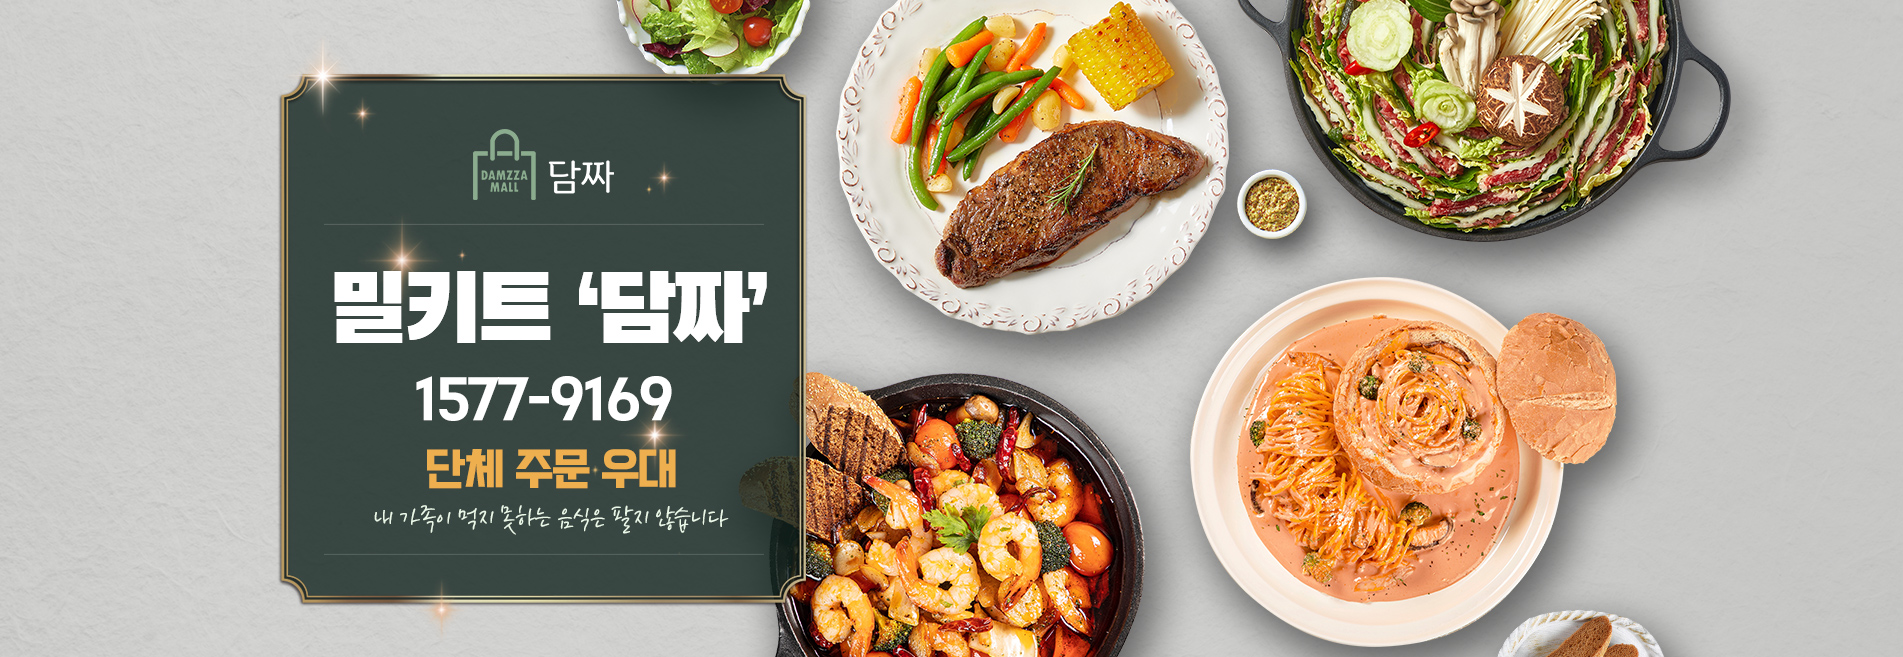 DAMZZA
MALL
담짜
밀키트 ‘담짜’
1577-9169
단체 주문 우대
내 가족이 먹지 못하는 음식은 팔지 않습니다